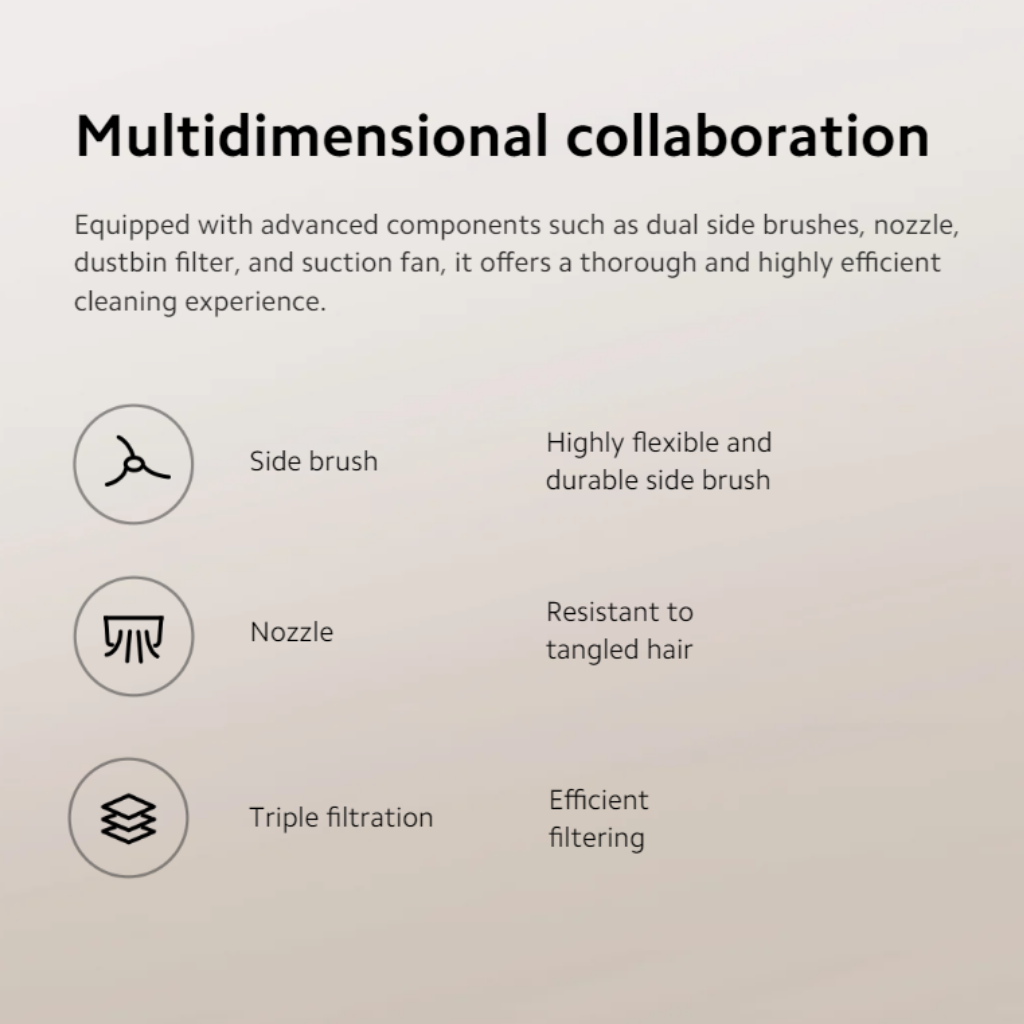 Multidimensional collaboration
Equipped with advanced components such as dual side brushes, nozzle,
dustbin filter, and suction fan, it offers a thorough and highly efficient
cleaning experience.
Side brush
Highly flexible and
durable side brush
Nozzle
Resistant to
tangled hair
Triple filtration
Efficient
filtering